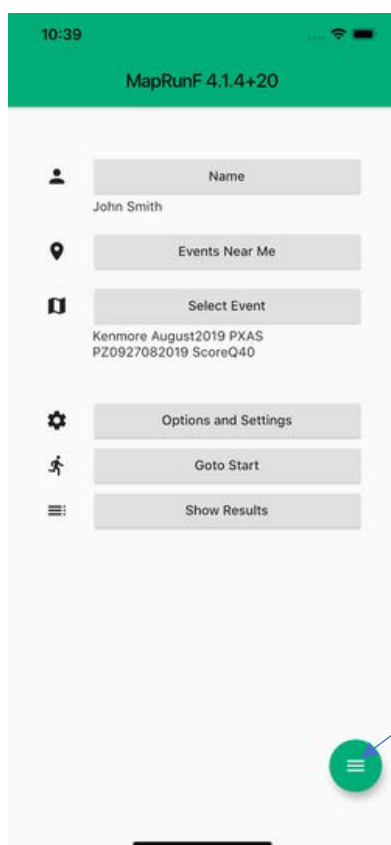 10:39
MapRunF 4.1.4+20
Name
John Smith
Events Near Me
Select Event
Kenmore August2019 PXAS
PZ0927082019 ScoreQ40
Options and Settings
Goto Start
Show Results